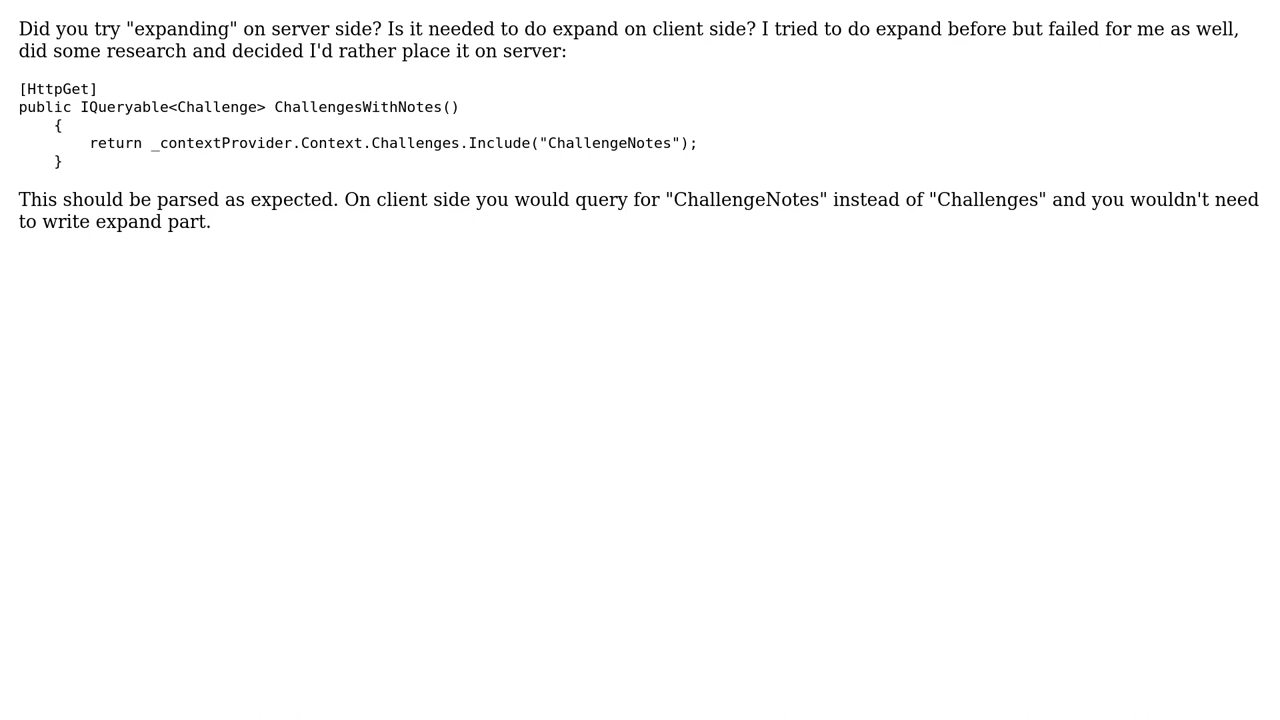 Did you try "expanding" on server side? Is it needed to do expand on client side? I tried to do expand before but failed for me as well,
did some research and decided I'd rather place it on server:
[HttpGet]
public IQueryable<Challenge> ChallengesWithNotes()
    {
        return _contextProvider.Context.Challenges.Include("ChallengeNotes");
    }
This should be parsed as expected. On client side you would query for "ChallengeNotes" instead of "Challenges" and you wouldn't need
to write expand part.